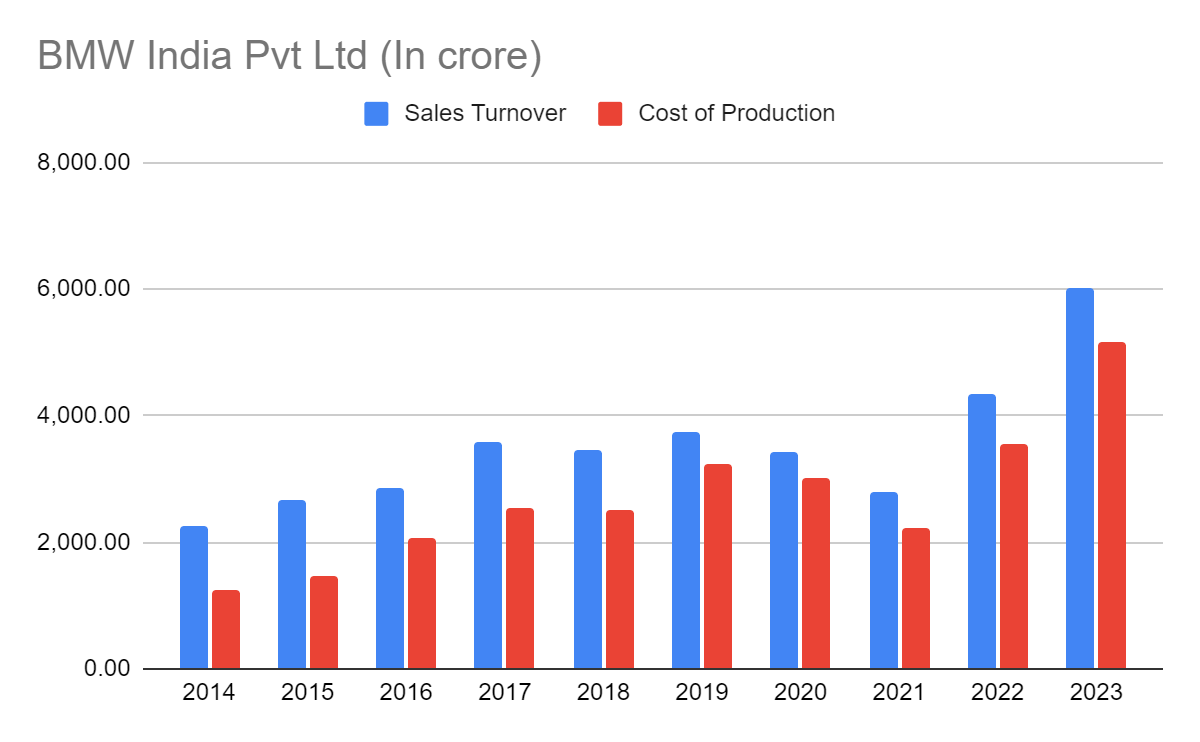 BMW India Pvt Ltd (In crore)
Sales Turnover Cost of Production
8,000.00
6,000.00
4,000.00
2,000.00
0.00
2014 2015 2016 2017 2018 2019 2020 2021 2022 2023